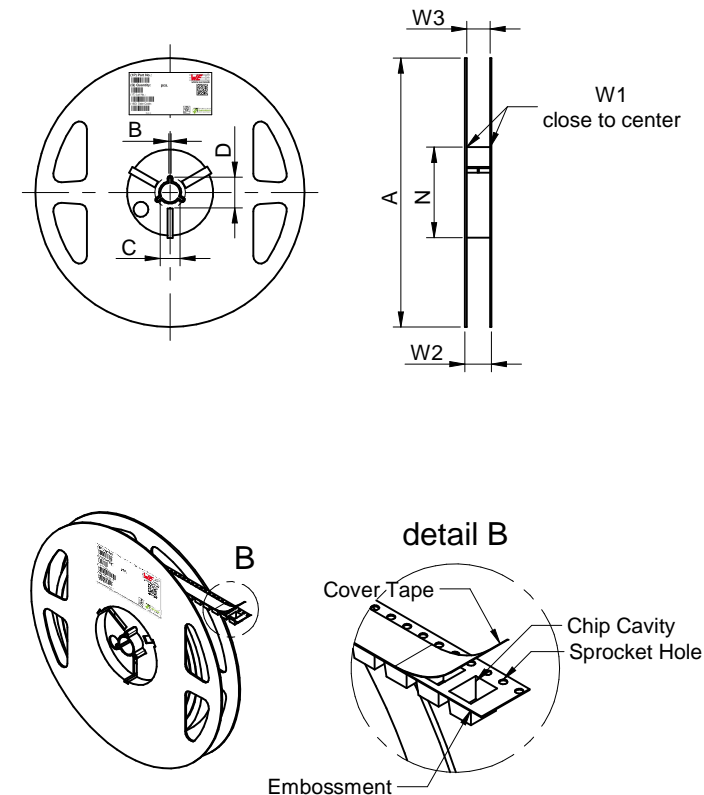 W3
W1
close to center
B
D
A
N
C
W2
detail B
B
Cover Tape
Chip Cavity
Sprocket Hole
Embossment